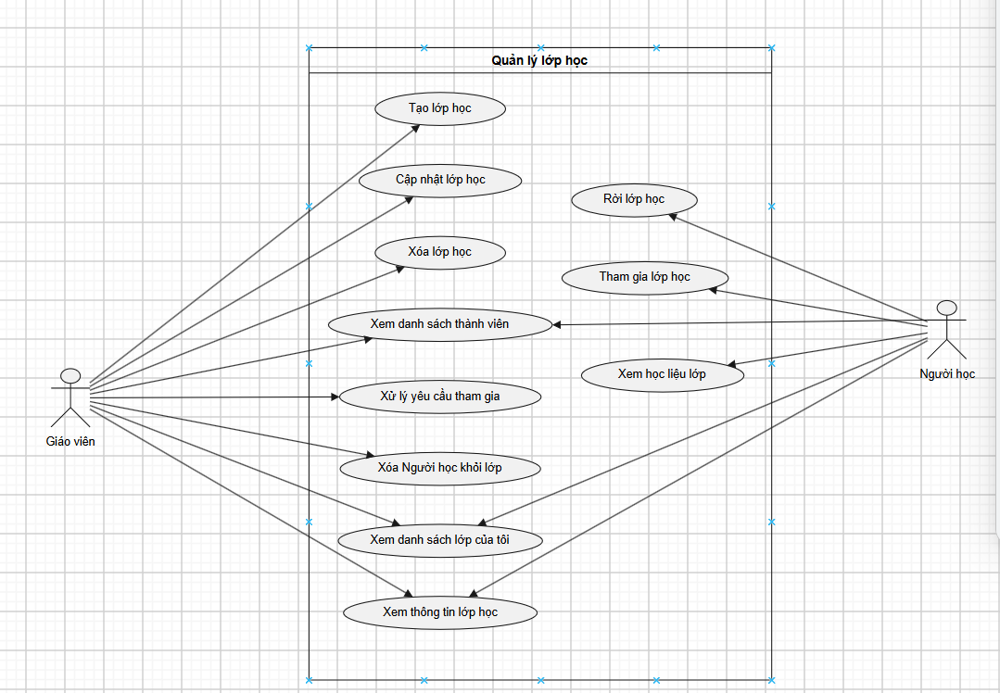 Quản lý lớp học
Tạo lớp học
Cập nhật lớp học
Rời lớp học
Xóa lớp học
Tham gia lớp học
Xem danh sách thành viên
Xem học liệu lớp
Người học
Xử lý yêu cầu tham gia
Giáo viên
Xóa Người học khỏi lớp
Xem danh sách lớp của tôi
Xem thông tin lớp học